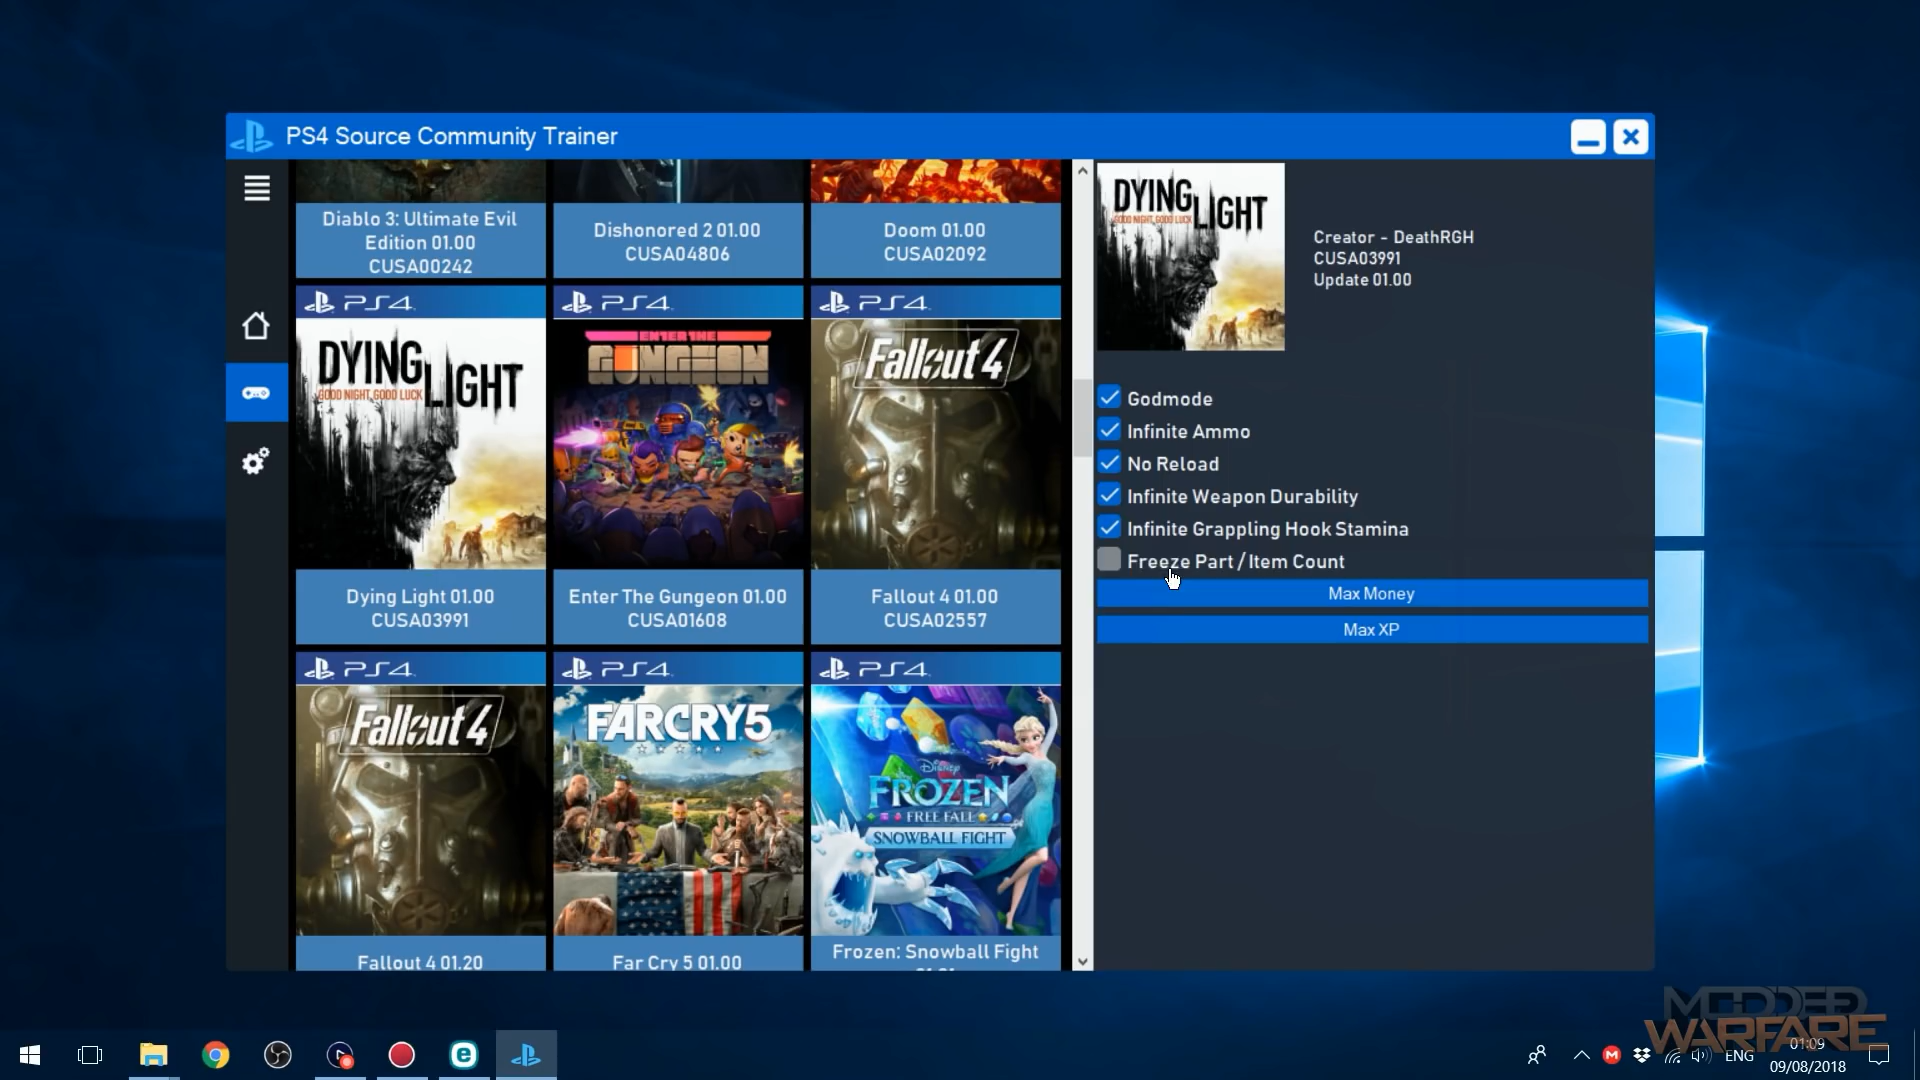 PS4 Source Community Trainer
Diablo 3: Ultimate Evil
Edition 01.00
CUSA00242
Dishonored 2 01.00
CUSA04806
Doom 01.00
CUSA02092
PS4
DYING
LIGHT
GOOD NIGHT, GOOD LUCK
Dying Light 01.00
CUSA03991
PS4
ENTER THE
GUNGEON
Enter The Gungeon 01.00
CUSA01608
PS4
Fallout 4
Fallout 4 01.00
CUSA02557
PS4
Fallout 4
Fallout 4 01.20
PS4
FARCRY5
Far Cry 5 01.00
PS4
Disney
FROZEN
FREE FALL
SNOWBALL FIGHT
Frozen: Snowball Fight
DYING
LIGHT
GOOD NIGHT, GOOD LUCK
Creator - DeathRGH
CUSA03991
Update 01.00
Godmode
Infinite Ammo
No Reload
Infinite Weapon Durability
Infinite Grappling Hook Stamina
Freeze Part / Item Count
Max Money
Max XP
MODDED
WARFARE
ENG
01:09
09/08/2018